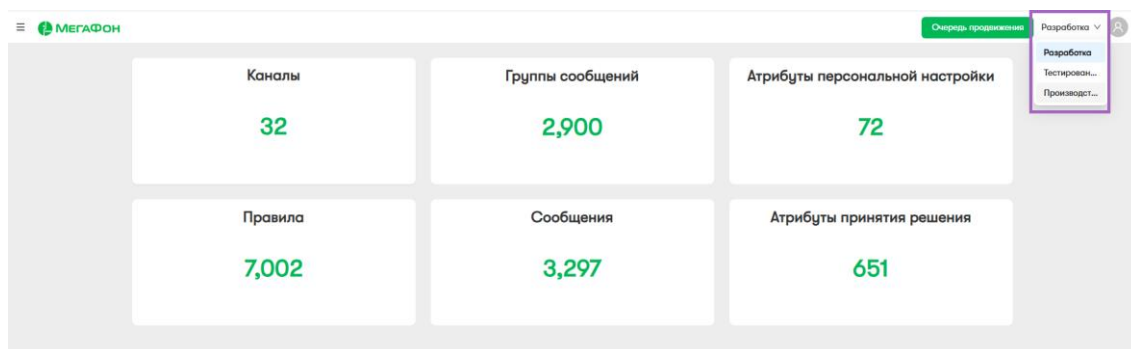 МЕГАФОН
Очередь продвижения
Разработка
Разработка
Тестирован...
Производст...
Каналы
32
Группы сообщений
2,900
Атрибуты персональной настройки
72
Правила
7,002
Сообщения
3,297
Атрибуты принятия решения
651